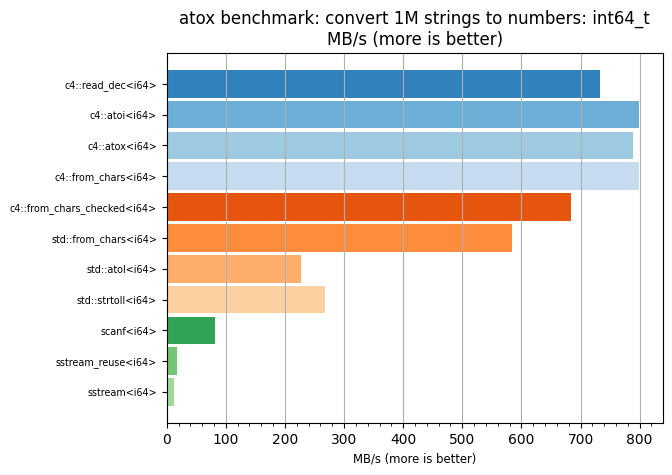 atox benchmark: convert 1M strings to numbers: int64_t
MB/s (more is better)
c4::read_dec<i64>
c4::atoi<i64>
c4::atox<i64>
c4::from_chars<i64>
c4::from_chars_checked<i64>
std::from_chars<i64>
std::atol<i64>
std::strtoll<i64>
scanf<i64>
sstream_reuse<i64>
sstream<i64>
0 100 200 300 400 500 600 700 800
MB/s (more is better)